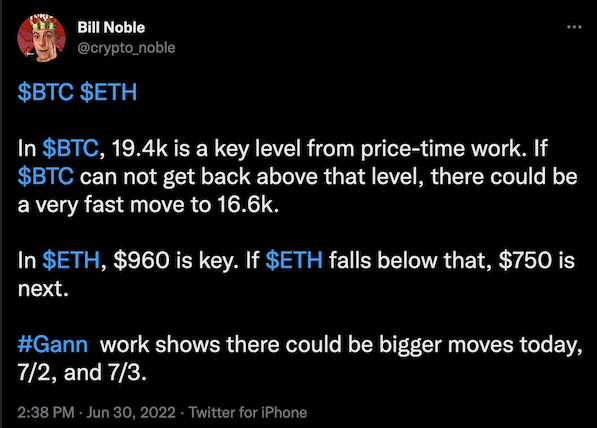 Bill Noble
@crypto_noble
$BTC $ETH
In $BTC, 19.4k is a key level from price-time work. If
$BTC can not get back above that level, there could be
a very fast move to 16.6k.
In $ETH, $960 is key. If $ETH falls below that, $750 is
next.
#Gann  work shows there could be bigger moves today,
7/2, and 7/3.
2:38 PM · Jun 30, 2022 · Twitter for iPhone